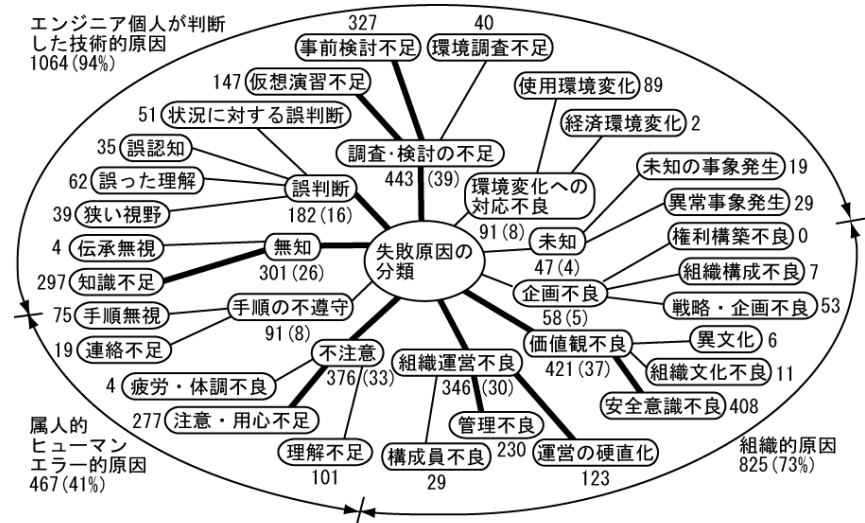 エンジニア個人が判断
した技術的原因
1064(94%)
327
事前検討不足
40
環境調査不足
147 仮想演習不足
使用環境変化 89
51 状況に対する誤判断
経済環境変化 2
35 誤認知
調査・検討の不足
443 (39)
未知の事象発生 19
62 誤った理解
誤判断
182(16)
環境変化への
対応不良
91(8)
異常事象発生 29
39 狭い視野
未知
47(4)
権利構築不良 0
4 伝承無視
無知
301(26)
失敗原因の
分類
組織構成不良 7
297 知識不足
企画不良
58(5)
戦略・企画不良 53
75 手順無視
手順の不遵守
91(8)
価値観不良
421(37)
異文化 6
19 連絡不足
不注意
376(33)
組織運営不良
346(30)
組織文化不良 11
4 疲労・体調不良
安全意識不良 408
277 注意・用心不足
管理不良
230
属人的
ヒューマン
エラー的原因
467(41%)
理解不足
101
構成員不良
29
運営の硬直化
123
組織的原因
825(73%)